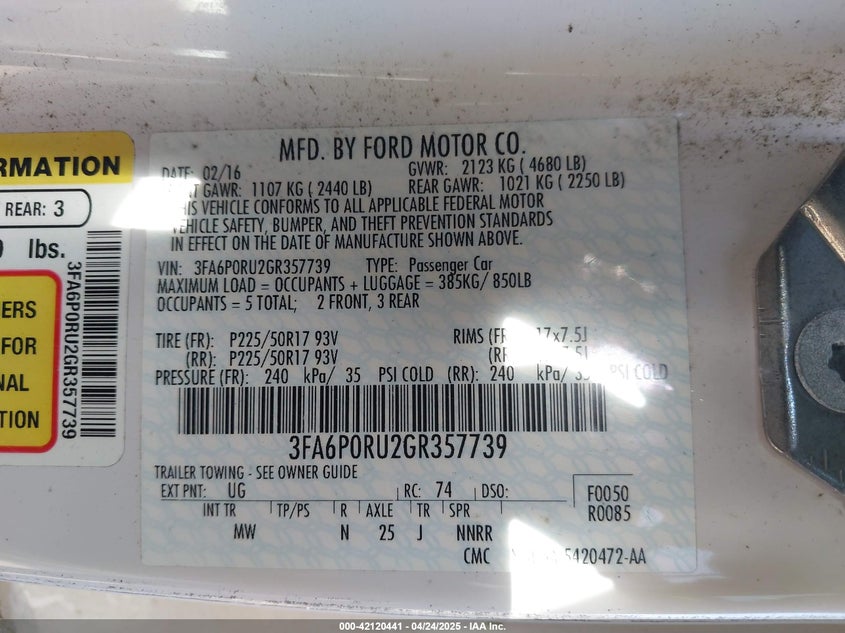 RMATION
REAR: 3
lbs.
3FA6P0RU2GR357739
ERS
FOR
NAL
TION
MFD. BY FORD MOTOR CO.
DATE: 02/16 GVWR: 2123 KG ( 4680 LB)
GAWR: 1107 KG ( 2440 LB) REAR GAWR: 1021 KG ( 2250 LB)
THIS VEHICLE CONFORMS TO ALL APPLICABLE FEDERAL MOTOR
VEHICLE SAFETY, BUMPER, AND THEFT PREVENTION STANDARDS
IN EFFECT ON THE DATE OF MANUFACTURE SHOWN ABOVE.
VIN: 3FA6P0RU2GR357739 TYPE: Passenger Car
MAXIMUM LOAD = OCCUPANTS + LUGGAGE = 385KG/ 850LB
OCCUPANTS = 5 TOTAL; 2 FRONT, 3 REAR
TIRE (FR): P225/50R17 93V RIMS (FR 17x7.5J
(RR): P225/50R17 93V
PRESSURE (FR): 240 kPa/ 35 PSI COLD (RR): 240 kPa/ 35 PSI COLD
3FA6P0RU2GR357739
TRAILER TOWING - SEE OWNER GUIDE
EXT PNT: UG RC: 74 DSO: F0050
INT TR TP/PS R AXLE TR SPR R0085
MW N 25 J NNRR
CMC 5420472-AA
000-42120441 - 04/24/2025 - IAA Inc.